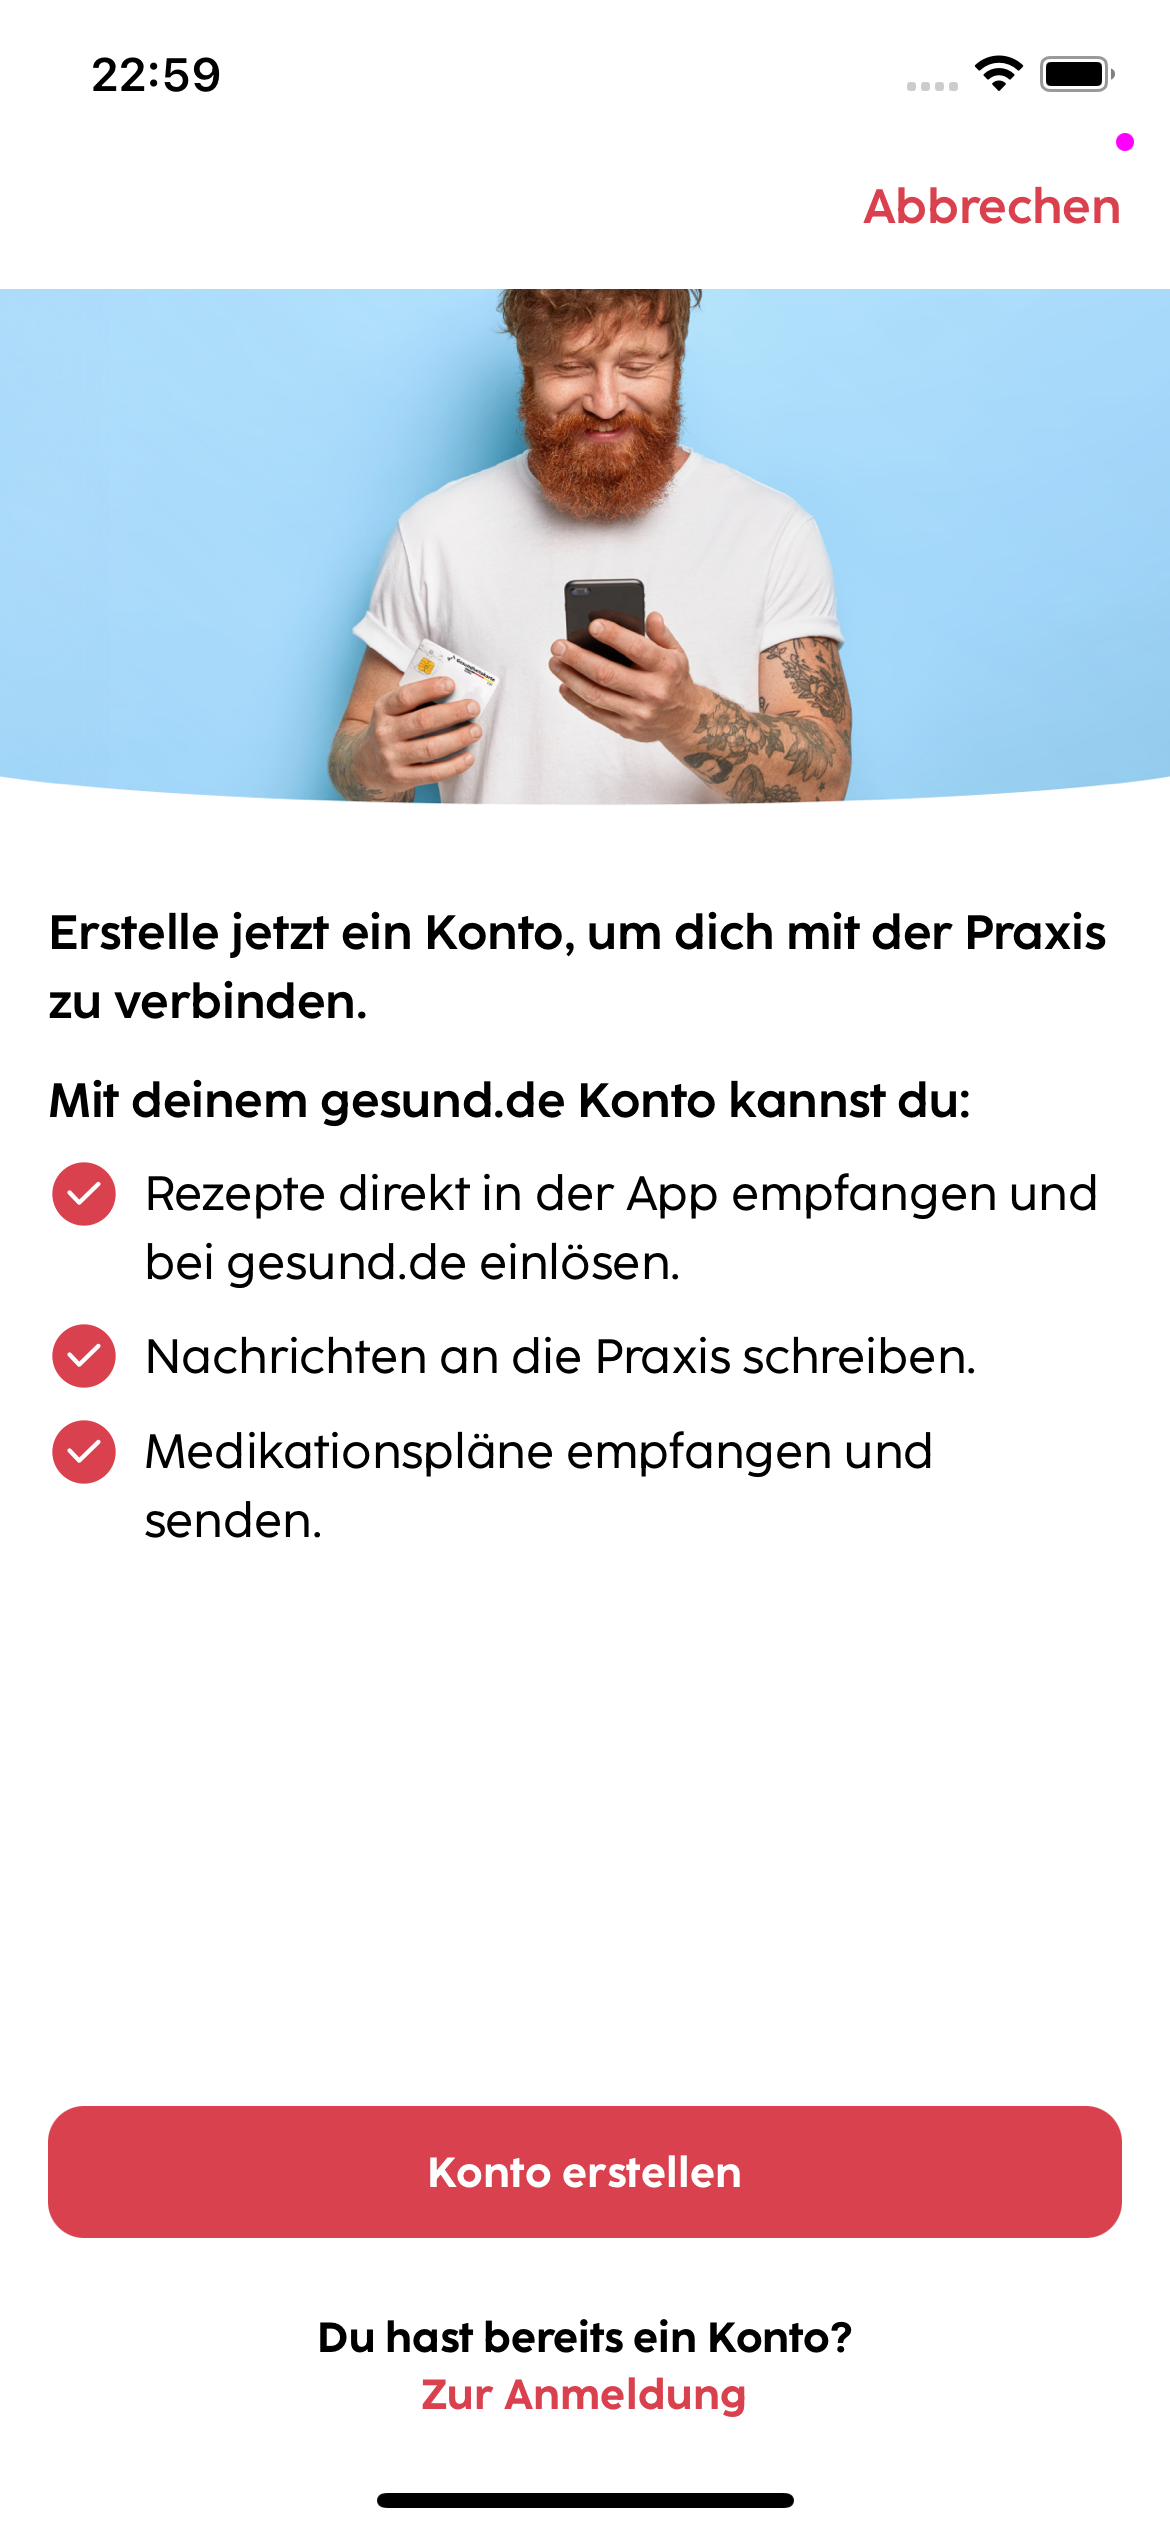 22:59
Abbrechen
Gesundheitskarte
Erstelle jetzt ein Konto, um dich mit der Praxis
zu verbinden.
Mit deinem gesund.de Konto kannst du:
Rezepte direkt in der App empfangen und
bei gesund.de einlösen.
Nachrichten an die Praxis schreiben.
Medikationspläne empfangen und
senden.
Konto erstellen
Du hast bereits ein Konto?
Zur Anmeldung